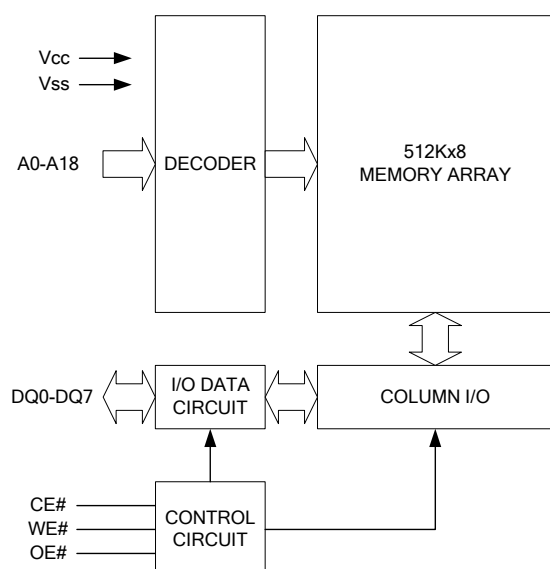 Vcc
Vss
A0-A18
DECODER
512Kx8
MEMORY ARRAY
DQ0-DQ7
I/O DATA
CIRCUIT
COLUMN I/O
CE#
WE#
OE#
CONTROL
CIRCUIT